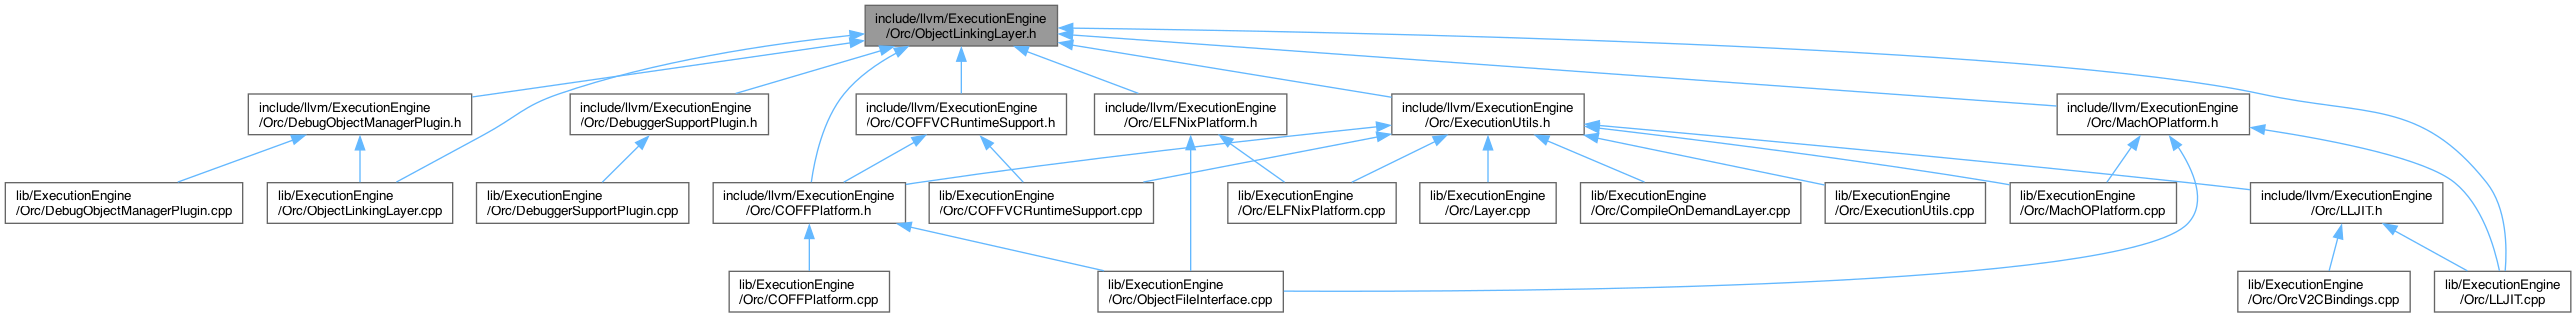 include/llvm/ExecutionEngine
/Orc/ObjectLinkingLayer.h
include/llvm/ExecutionEngine
/Orc/DebugObjectManagerPlugin.h
include/llvm/ExecutionEngine
/Orc/DebuggerSupportPlugin.h
include/llvm/ExecutionEngine
/Orc/COFFVCRuntimeSupport.h
include/llvm/ExecutionEngine
/Orc/ELFNixPlatform.h
include/llvm/ExecutionEngine
/Orc/ExecutionUtils.h
include/llvm/ExecutionEngine
/Orc/MachOPlatform.h
lib/ExecutionEngine
/Orc/DebugObjectManagerPlugin.cpp
lib/ExecutionEngine
/Orc/ObjectLinkingLayer.cpp
lib/ExecutionEngine
/Orc/DebuggerSupportPlugin.cpp
include/llvm/ExecutionEngine
/Orc/COFFPlatform.h
lib/ExecutionEngine
/Orc/COFFVCRuntimeSupport.cpp
lib/ExecutionEngine
/Orc/ELFNixPlatform.cpp
lib/ExecutionEngine
/Orc/Layer.cpp
lib/ExecutionEngine
/Orc/CompileOnDemandLayer.cpp
lib/ExecutionEngine
/Orc/ExecutionUtils.cpp
lib/ExecutionEngine
/Orc/MachOPlatform.cpp
include/llvm/ExecutionEngine
/Orc/LLJIT.h
lib/ExecutionEngine
/Orc/COFFPlatform.cpp
lib/ExecutionEngine
/Orc/ObjectFileInterface.cpp
lib/ExecutionEngine
/Orc/OrcV2CBindings.cpp
lib/ExecutionEngine
/Orc/LLJIT.cpp